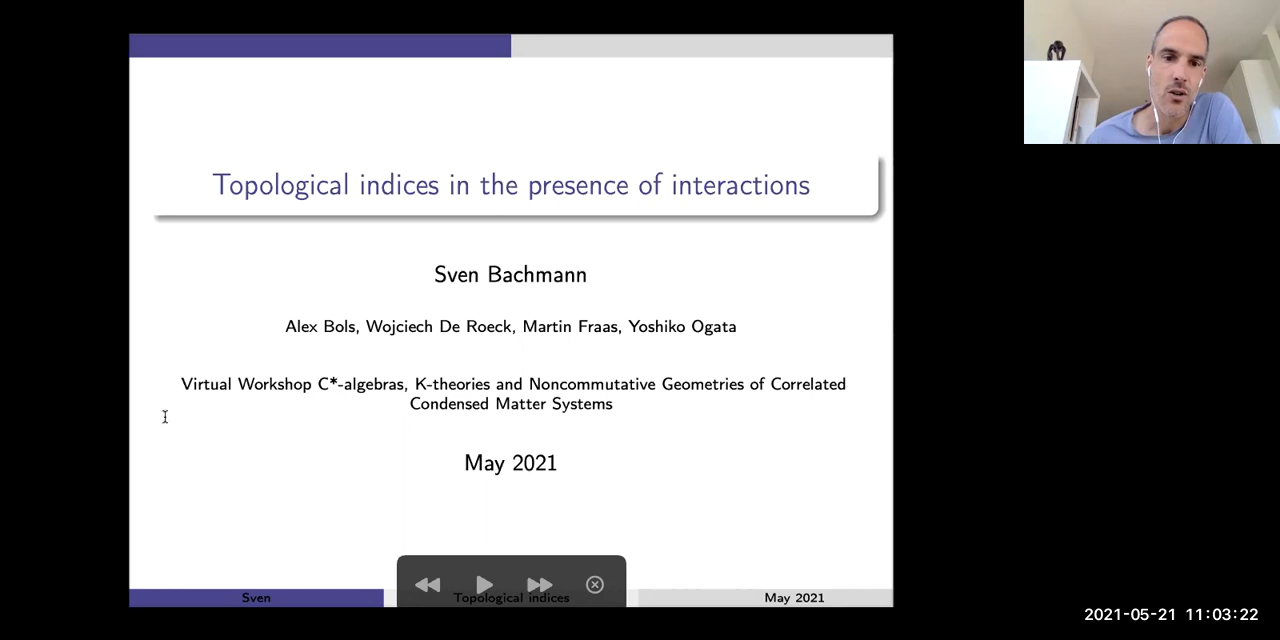 Topological indices in the presence of interactions
Sven Bachmann
Alex Bols, Wojciech De Roeck, Martin Fraas, Yoshiko Ogata
Virtual Workshop C*-algebras, K-theories and Noncommutative Geometries of Correlated
Condensed Matter Systems
May 2021
Sven
Topological indices
May 2021
2021-05-21 11:03:22